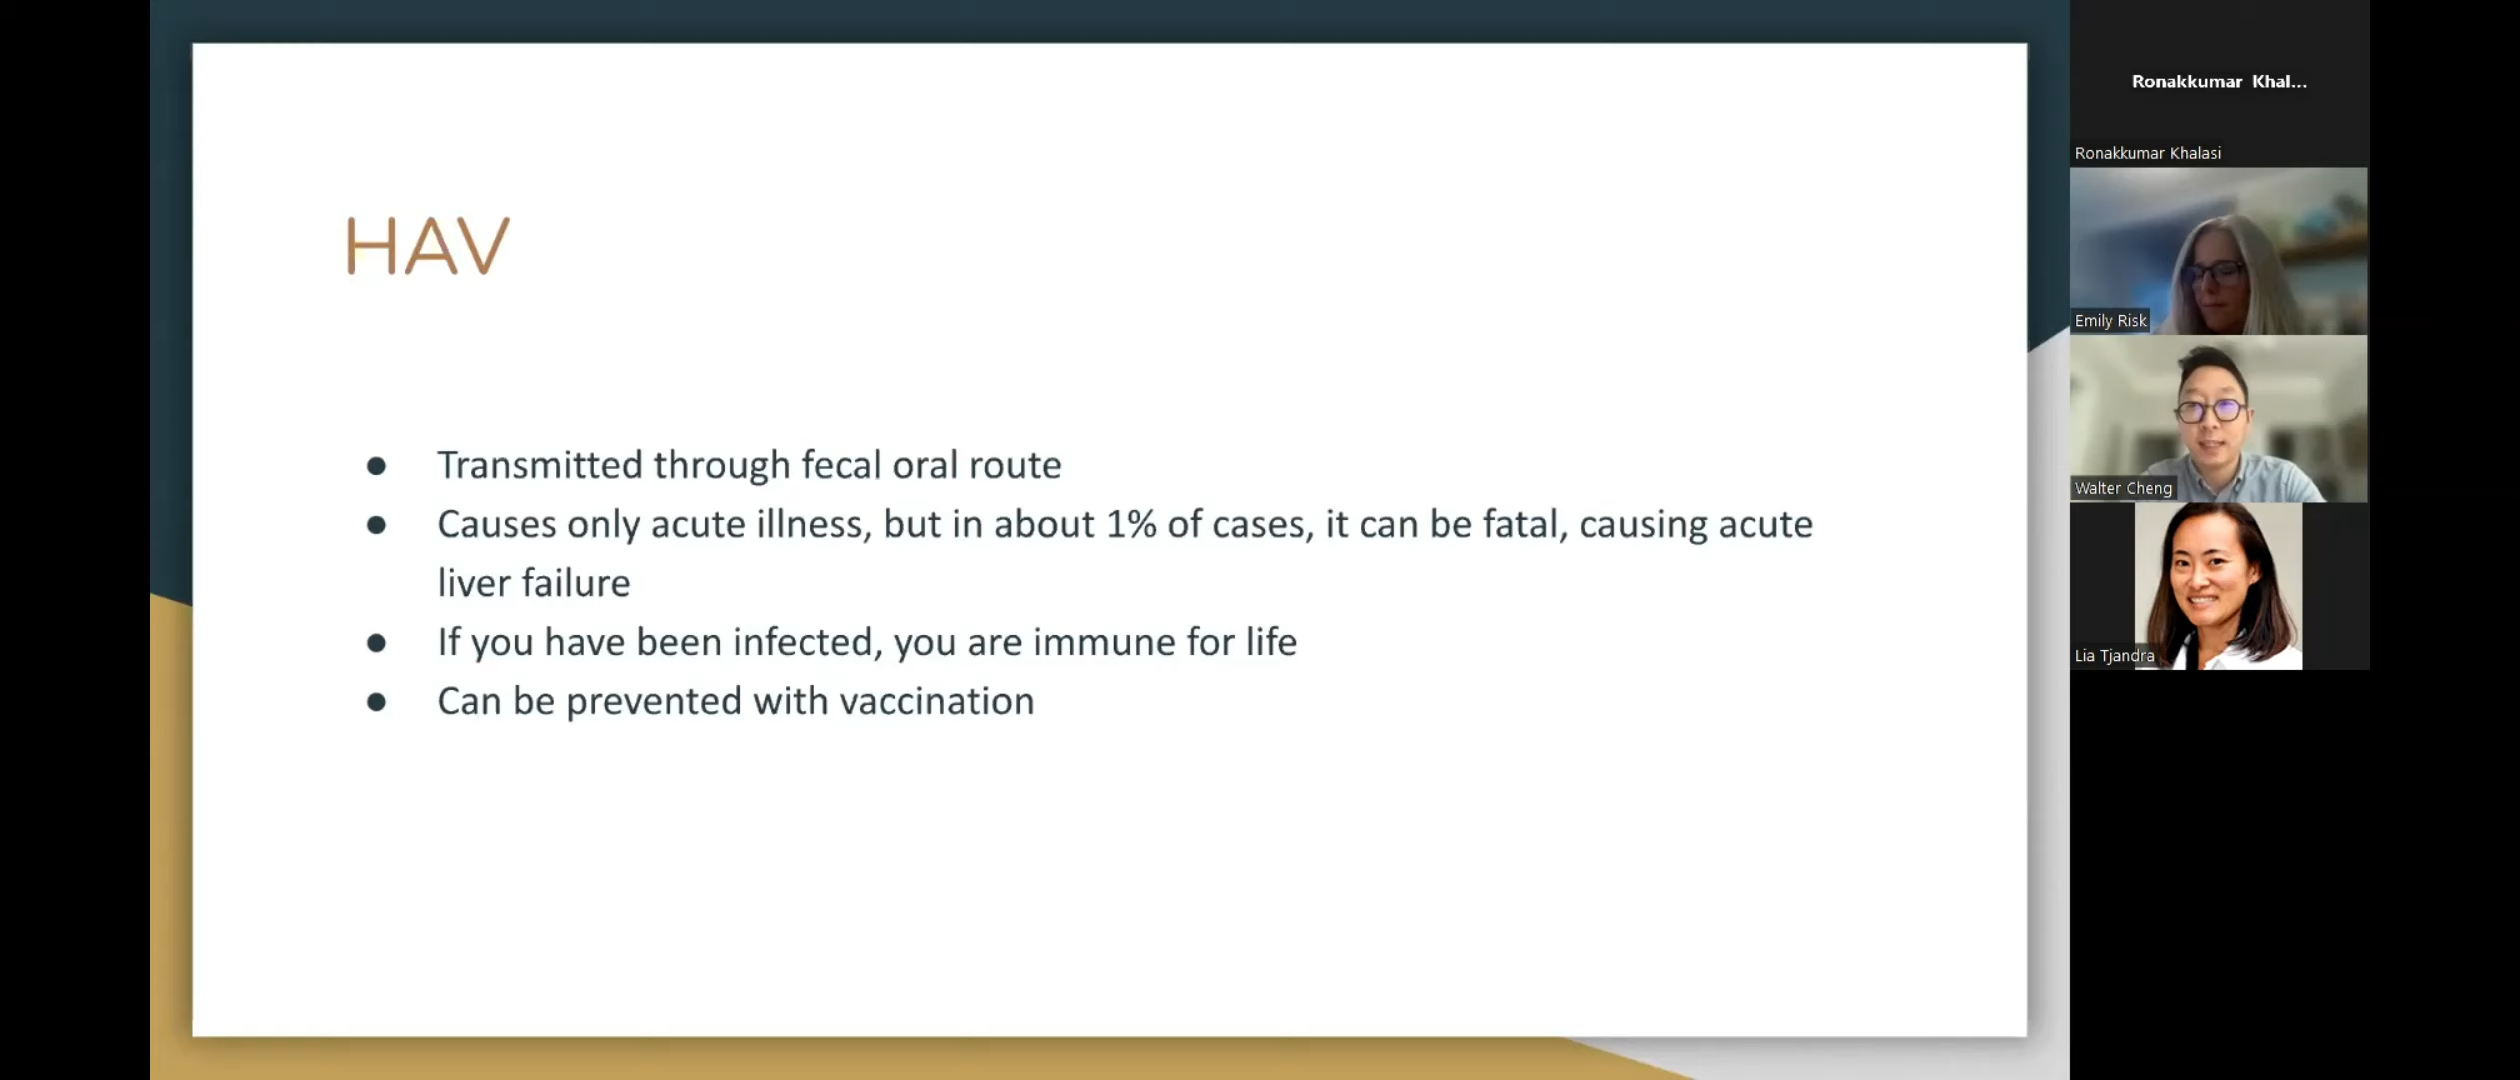 HAV
● Transmitted through fecal oral route
● Causes only acute illness, but in about 1% of cases, it can be fatal, causing acute
liver failure
● If you have been infected, you are immune for life
● Can be prevented with vaccination
Ronakkumar Khal...
Ronakkumar Khalasi
Emily Risk
Walter Cheng
Lia Tjandra